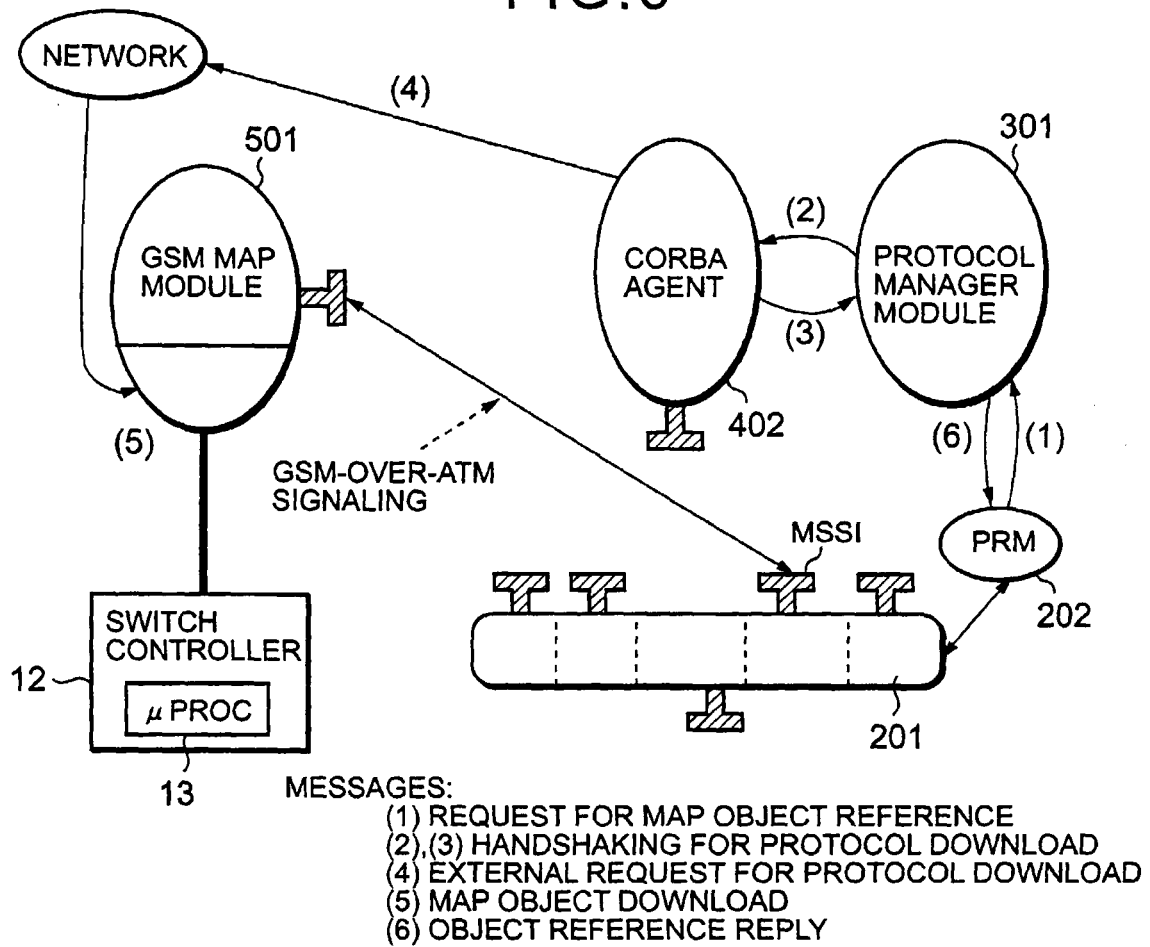 NETWORK
(4)
501
301
GSM MAP
MODULE
(2)
CORBA
AGENT
PROTOCOL
MANAGER
MODULE
(3)
(5)
402
(6)
(1)
GSM-OVER-ATM
SIGNALING
MSSI
PRM
202
SWITCH
CONTROLLER
12
μ PROC
13
201
MESSAGES:
(1) REQUEST FOR MAP OBJECT REFERENCE
(2),(3) HANDSHAKING FOR PROTOCOL DOWNLOAD
(4) EXTERNAL REQUEST FOR PROTOCOL DOWNLOAD
(5) MAP OBJECT DOWNLOAD
(6) OBJECT REFERENCE REPLY